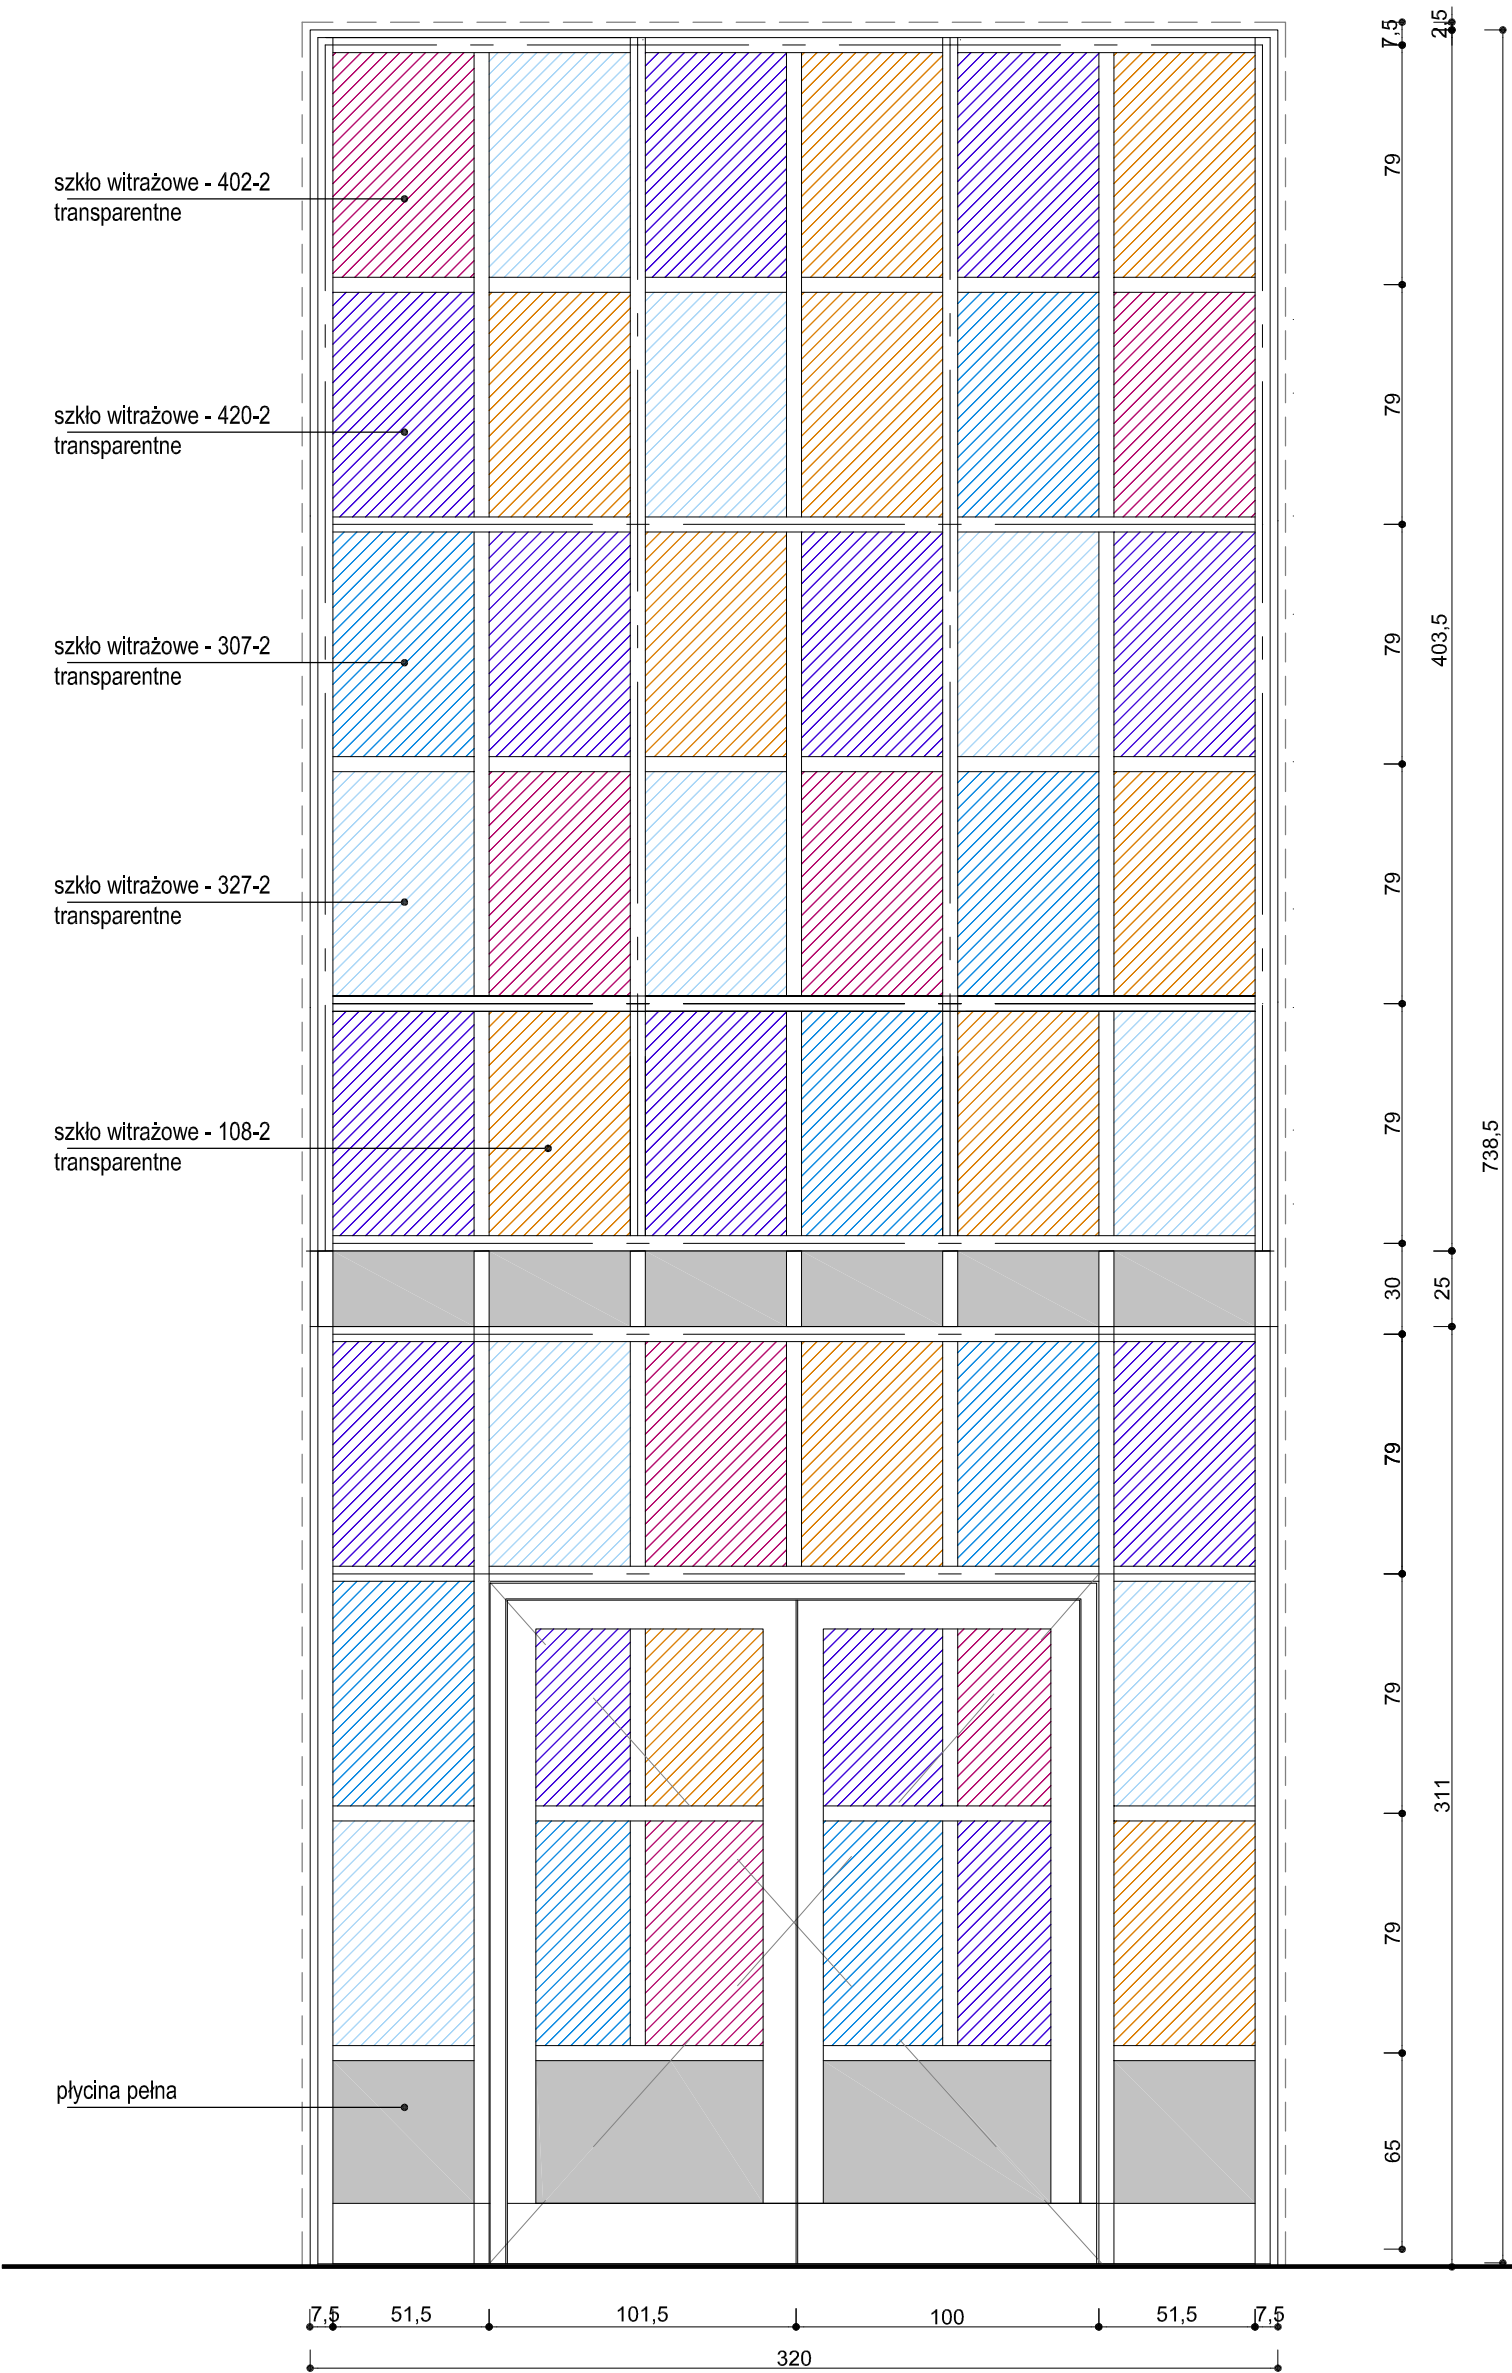 szkło witrażowe - 402-2
transparentne
szkło witrażowe - 420-2
transparentne
szkło witrażowe - 307-2
transparentne
szkło witrażowe - 327-2
transparentne
szkło witrażowe - 108-2
transparentne
płycina pełna
7,5
79
79
79
79
79
30
79
79
79
65
2,5
403,5
25
311
738,5
7,5
51,5
101,5
100
51,5
7,5
320